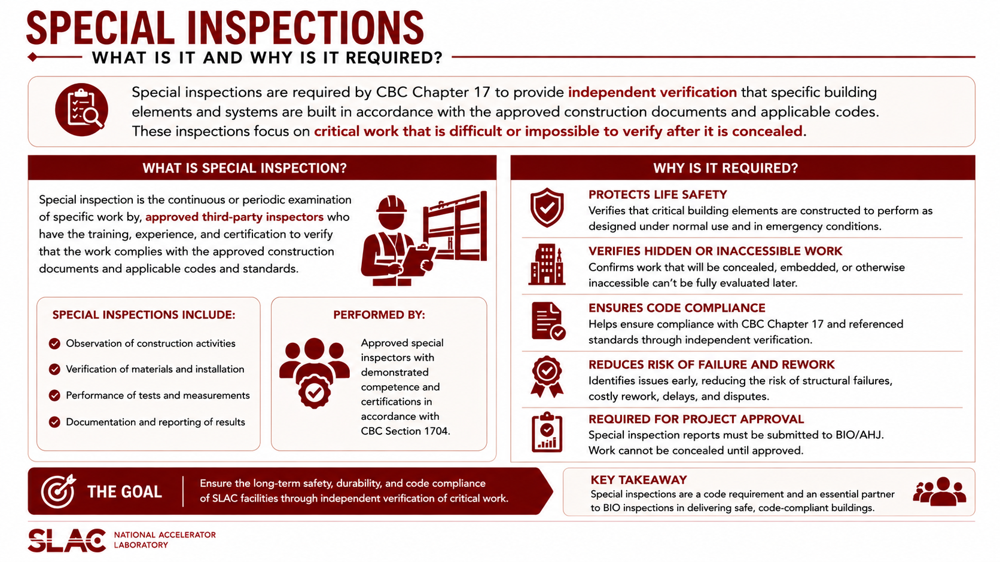 SPECIAL INSPECTIONS
WHAT IS IT AND WHY IS IT REQUIRED?
Special inspections are required by CBC Chapter 17 to provide independent verification that specific building
elements and systems are built in accordance with the approved construction documents and applicable codes.
These inspections focus on critical work that is difficult or impossible to verify after it is concealed.
WHAT IS SPECIAL INSPECTION?
Special inspection is the continuous or periodic examination
of specific work by, approved third-party inspectors who
have the training, experience, and certification to verify
that the work complies with the approved construction
documents and applicable codes and standards.
SPECIAL INSPECTIONS INCLUDE:
Observation of construction activities
Verification of materials and installation
Performance of tests and measurements
Documentation and reporting of results
PERFORMED BY:
Approved special
inspectors with
demonstrated
competence and
certifications in
accordance with
CBC Section 1704.
WHY IS IT REQUIRED?
PROTECTS LIFE SAFETY
Verifies that critical building elements are constructed to perform as
designed under normal use and in emergency conditions.
VERIFIES HIDDEN OR INACCESSIBLE WORK
Confirms work that will be concealed, embedded, or otherwise
inaccessible can't be fully evaluated later.
ENSURES CODE COMPLIANCE
Helps ensure compliance with CBC Chapter 17 and referenced
standards through independent verification.
REDUCES RISK OF FAILURE AND REWORK
Identifies issues early, reducing the risk of structural failures,
costly rework, delays, and disputes.
REQUIRED FOR PROJECT APPROVAL
Special inspection reports must be submitted to BIO/AHJ.
Work cannot be concealed until approved.
THE GOAL
Ensure the long-term safety, durability, and code compliance
of SLAC facilities through independent verification of critical work.
KEY TAKEAWAY
Special inspections are a code requirement and an essential partner
to BIO inspections in delivering safe, code-compliant buildings.
SLAC
NATIONAL ACCELERATOR
LABORATORY